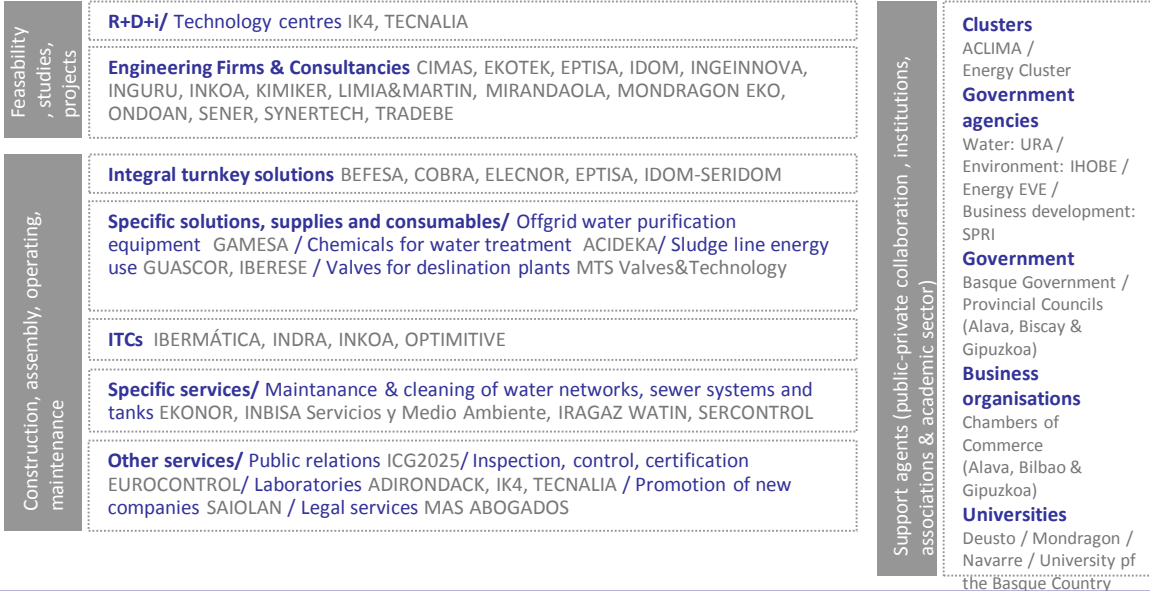 Feasability
, studies,
projects
R+D+i/ Technology centres IK4, TECNALIA
Engineering Firms & Consultancies CIMAS, EKOTEK, EPTISA, IDOM, INGEINNOVA,
INGURU, INKOA, KIMIKER, LIMIA&MARTIN, MIRANDAOLA, MONDRAGON EKO,
ONDOAN, SENER, SYNERTECH, TRADEBE
Construction, assembly, operating,
maintenance
Integral turnkey solutions BEFESA, COBRA, ELECNOR, EPTISA, IDOM-SERIDOM
Specific solutions, supplies and consumables/ Offgrid water purification
equipment GAMESA / Chemicals for water treatment ACIDEKA/ Sludge line energy
use GUASCOR, IBERESE / Valves for deslination plants MTS Valves&Technology
ITCs IBERMÁTICA, INDRA, INKOA, OPTIMITIVE
Specific services/ Maintanance & cleaning of water networks, sewer systems and
tanks EKONOR, INBISA Servicios y Medio Ambiente, IRAGAZ WATIN, SERCONTROL
Other services/ Public relations ICG2025/ Inspection, control, certification
EUROCONTROL/ Laboratories ADIRONDACK, IK4, TECNALIA / Promotion of new
companies SAIOLAN / Legal services MAS ABOGADOS
Support agents (public-private collaboration , institutions,
associations & academic sector)
Clusters
ACLIMA /
Energy Cluster
Government
agencies
Water: URA /
Environment: IHOBE /
Energy EVE /
Business development:
SPRI
Government
Basque Government /
Provincial Councils
(Alava, Biscay &
Gipuzkoa)
Business
organisations
Chambers of
Commerce
(Alava, Bilbao &
Gipuzkoa)
Universities
Deusto / Mondragon /
Navarre / University pf
the Basque Country